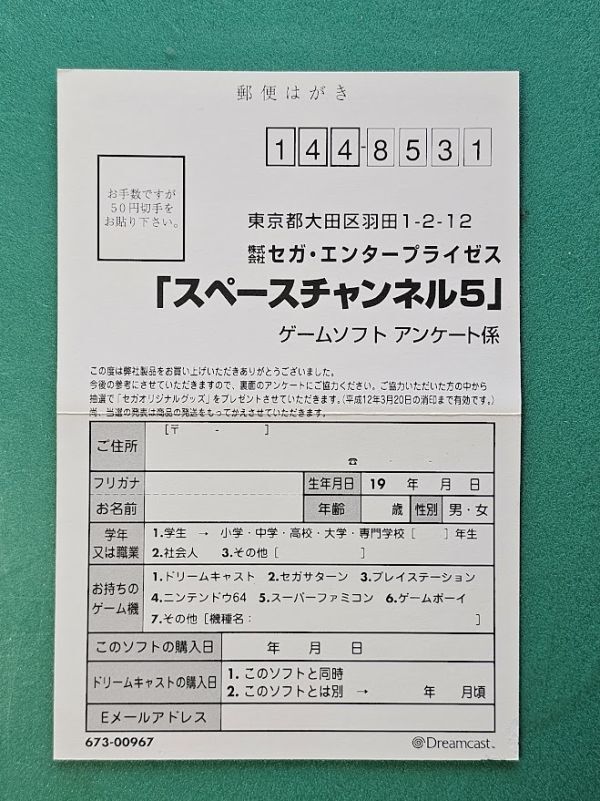 郵便はがき
144-8531
お手数ですが
50円切手を
お貼り下さい。
東京都大田区羽田1-2-12
株式会社セガ・エンタープライゼス
「スペースチャンネル5」
ゲームソフト アンケート係
この度は弊社製品をお買い上げいただきありがとうございました。
今後の参考にさせていただきますので、裏面のアンケートにご協力ください。ご協力いただいた方の中から
抽選で「セガオリジナルグッズ」をプレゼントさせていただきます。(平成12年3月20日の消印まで有効です。)
尚、当選の発表は商品の発送をもってかえさせていただきます。
ご住所 [〒 - ]
☎ - -
フリガナ 生年月日 19 年 月 日
お名前 年齢 歳 性別 男・女
学年 1.学生 → 小学・中学・高校・大学・専門学校 [ ] 年生
又は職業 2.社会人 3.その他 [ ]
お持ちの 1.ドリームキャスト 2.セガサターン 3.プレイステーション
ゲーム機 4.ニンテンドウ64 5.スーパーファミコン 6.ゲームボーイ
7.その他 [機種名: ]
このソフトの購入日 年 月 日
ドリームキャストの購入日 1. このソフトと同時
2. このソフトとは別 → 年 月頃
Eメールアドレス
673-00967 Dreamcast™